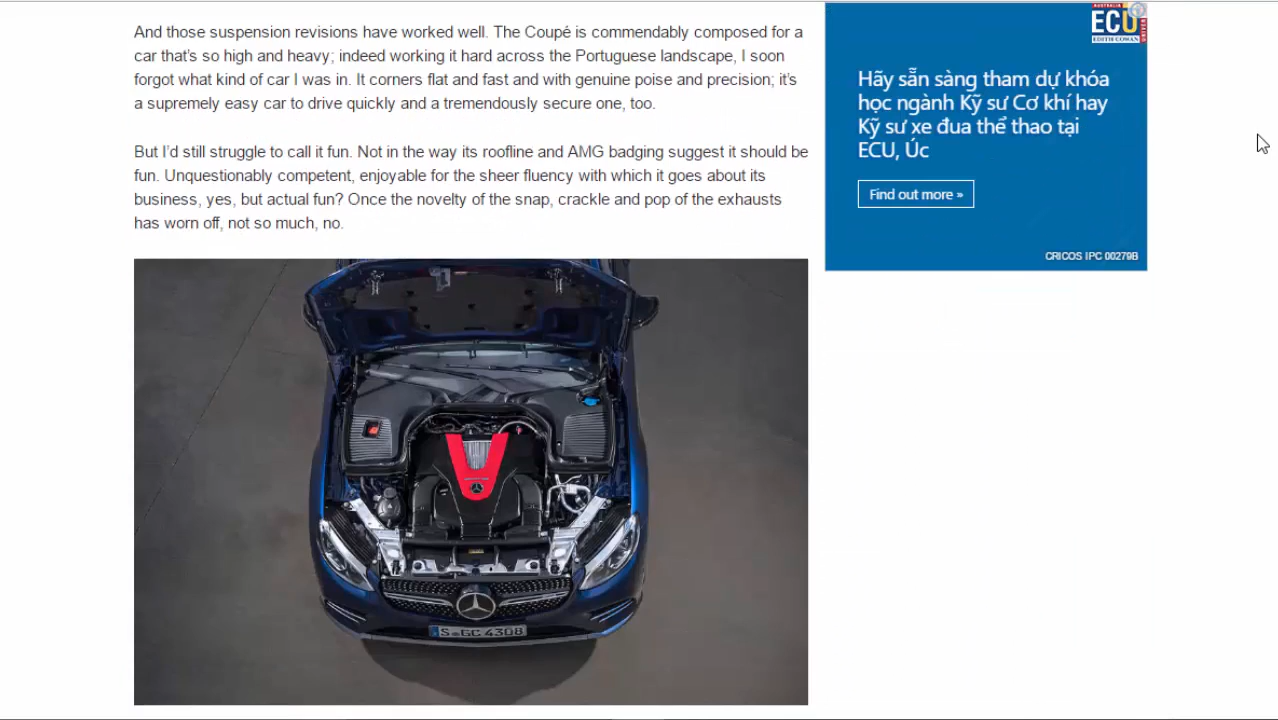 And those suspension revisions have worked well. The Coupé is commendably composed for a
car that's so high and heavy; indeed working it hard across the Portuguese landscape, I soon
forgot what kind of car I was in. It corners flat and fast and with genuine poise and precision; it's
a supremely easy car to drive quickly and a tremendously secure one, too.
But I'd still struggle to call it fun. Not in the way its roofline and AMG badging suggest it should be
fun. Unquestionably competent, enjoyable for the sheer fluency with which it goes about its
business, yes, but actual fun? Once the novelty of the snap, crackle and pop of the exhausts
has worn off, not so much, no.
AUSTRALIA
ECU
EDITH COWAN
Hãy sẵn sàng tham dự khóa
học ngành Kỹ sư Cơ khí hay
Kỹ sư xe đua thể thao tại
ECU, Úc
Find out more »
CRICOS IPC 00279B
S GC 4308